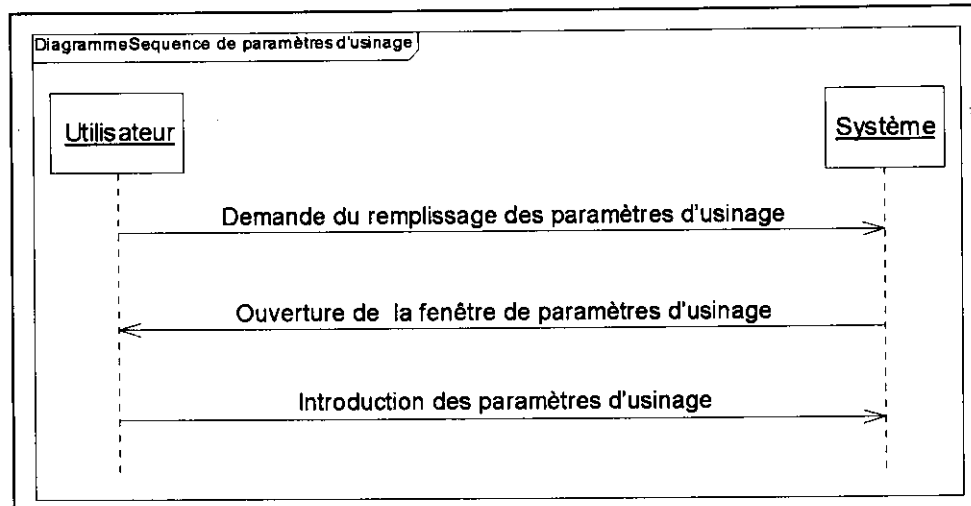 DiagrammeSequence de paramètres d'usinage
Utilisateur
Système
Demande du remplissage des paramètres d'usinage
Ouverture de la fenêtre de paramètres d'usinage
Introduction des paramètres d'usinage